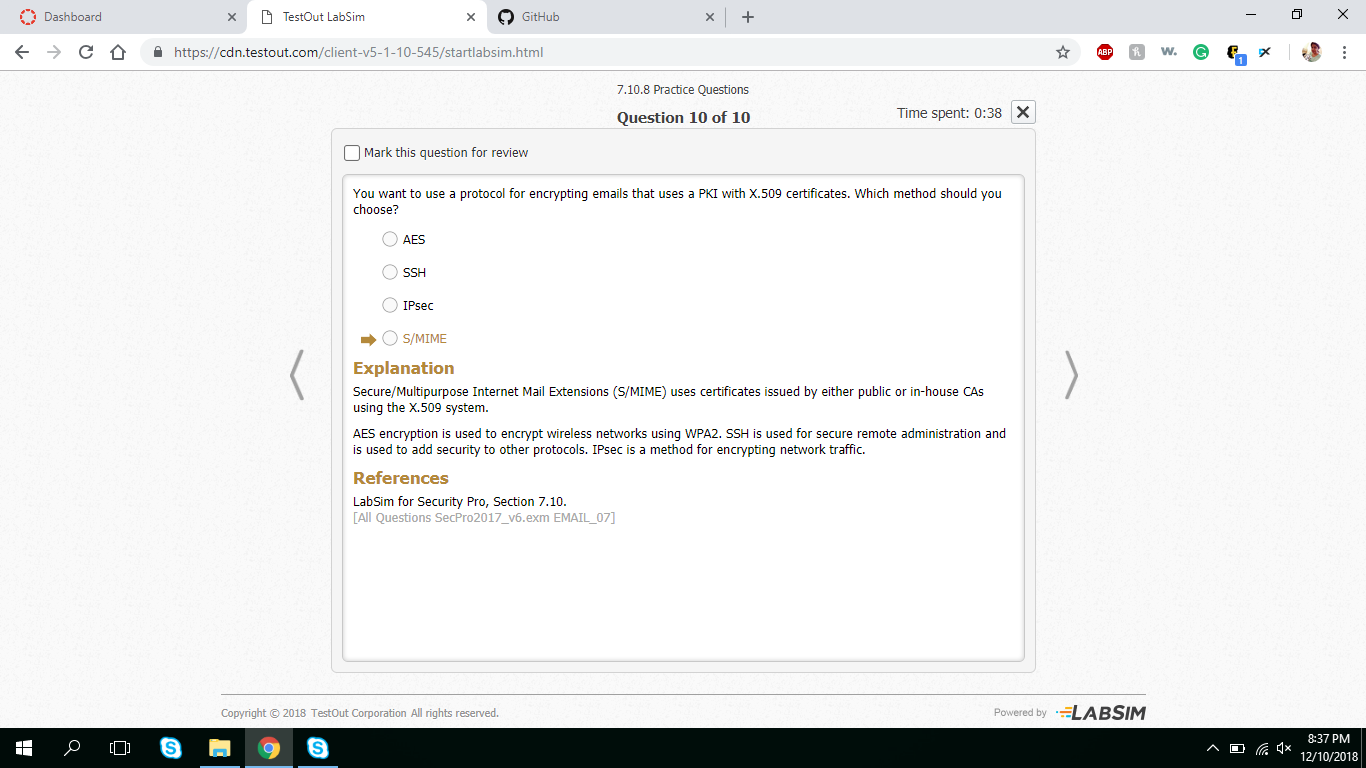 Dashboard
TestOut LabSim
GitHub
https://cdn.testout.com/client-v5-1-10-545/startlabsim.html
ABP
w.
1
7.10.8 Practice Questions
Question 10 of 10
Time spent: 0:38
Mark this question for review
You want to use a protocol for encrypting emails that uses a PKI with X.509 certificates. Which method should you
choose?
AES
SSH
IPsec
S/MIME
Explanation
Secure/Multipurpose Internet Mail Extensions (S/MIME) uses certificates issued by either public or in-house CAs
using the X.509 system.
AES encryption is used to encrypt wireless networks using WPA2. SSH is used for secure remote administration and
is used to add security to other protocols. IPsec is a method for encrypting network traffic.
References
LabSim for Security Pro, Section 7.10.
[All Questions SecPro2017_v6.exm EMAIL_07]
Copyright © 2018 TestOut Corporation All rights reserved.
Powered by LABSIM
8:37 PM
12/10/2018